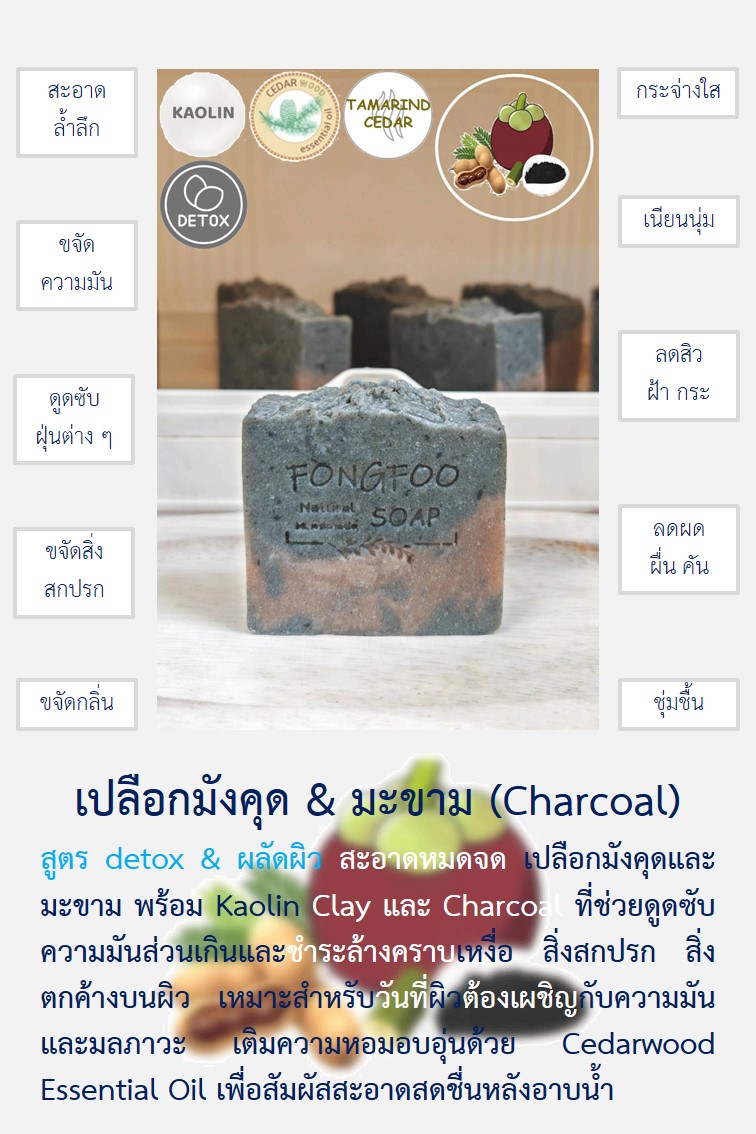 สะอาด
ล้ำลึก
ขจัด
ความมัน
ดูดซับ
ฝุ่นต่าง ๆ
ขจัดสิ่ง
สกปรก
ขจัดกลิ่น
KAOLIN
CEDAR WOOD
essential oil
TAMARIND
CEDAR
DETOX
FONGFOO
Natural
SOAP
กระจ่างใส
เนียนนุ่ม
ลดสิว
ฝ้า กระ
ลดผด
ผื่น คัน
ชุ่มชื้น
เปลือกมังคุด & มะขาม (Charcoal)
สูตร detox & ผลัดผิว สะอาดหมดจด เปลือกมังคุดและ
มะขาม พร้อม Kaolin Clay และ Charcoal ที่ช่วยดูดซับ
ความมันส่วนเกินและชำระล้างคราบเหงื่อ สิ่งสกปรก สิ่ง
ตกค้างบนผิว เหมาะสำหรับวันที่ผิวต้องเผชิญกับความมัน
และมลภาวะ เติมความหอมอบอุ่นด้วย Cedarwood
Essential Oil เพื่อสัมผัสสะอาดสดชื่นหลังอาบน้ำ